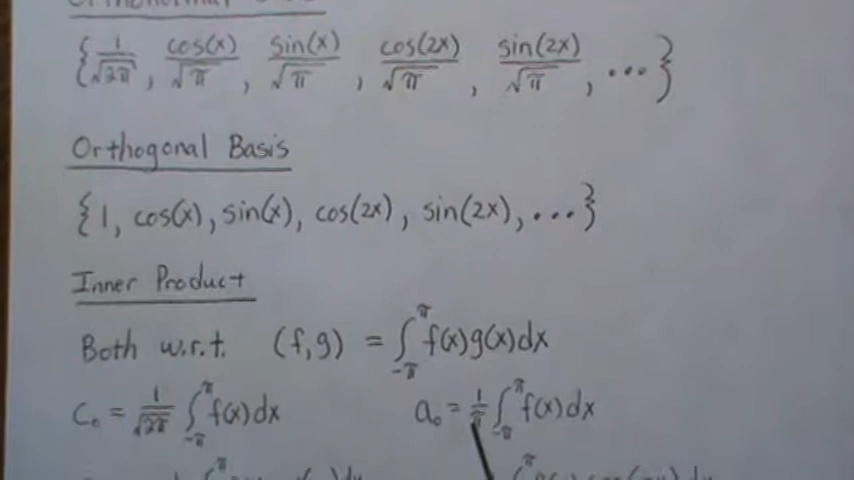 {1/√2π, cos(x)/√π, sin(x)/√π, cos(2x)/√π, sin(2x)/√π, ...}
Orthogonal Basis
{1, cos(x), sin(x), cos(2x), sin(2x), ...}
Inner Product
Both w.r.t. (f,g) = ∫_{-π}^{π} f(x)g(x)dx
C₀ = 1/√2π ∫_{-π}^{π} f(x)dx a₀ = 1/π ∫_{-π}^{π} f(x)dx